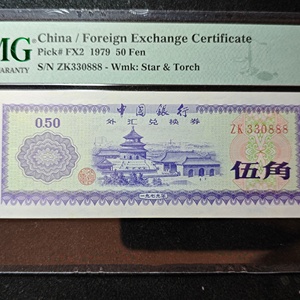 MG China / Foreign Exchange Certificate
WARRANTY Pick# FX2 1979 50 Fen
S/N ZK330888 - Wmk: Star & Torch
中国银行
0.50 外汇兑换券 ZK 330888
伍角
一九七九年